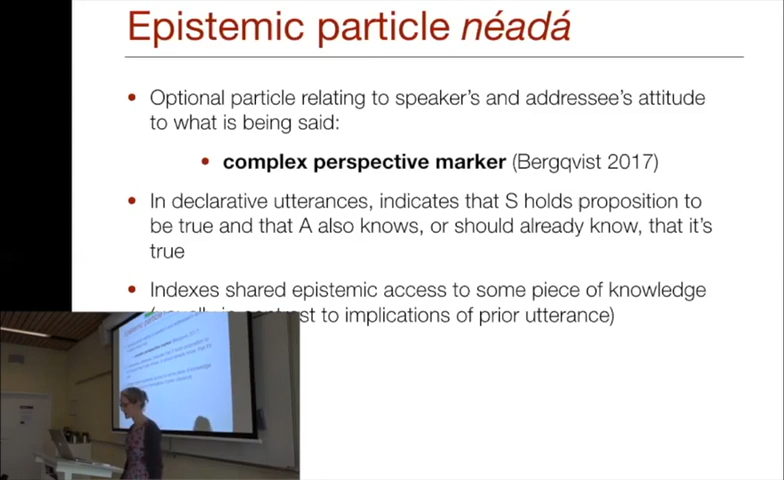 Epistemic particle néadá
• Optional particle relating to speaker's and addressee's attitude
to what is being said:
• complex perspective marker (Bergqvist 2017)
• In declarative utterances, indicates that S holds proposition to
be true and that A also knows, or should already know, that it's
true
• Indexes shared epistemic access to some piece of knowledge
to implications of prior utterance)